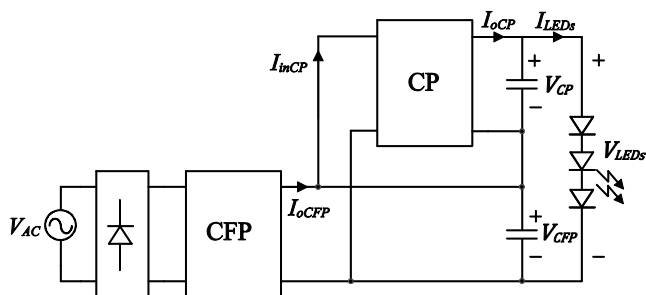 I_oCP I_LEDs
I_inCP
CP
+
+
V_CP
−
V_LEDs
V_AC
CFP
I_oCFP
+
V_CFP
−
−